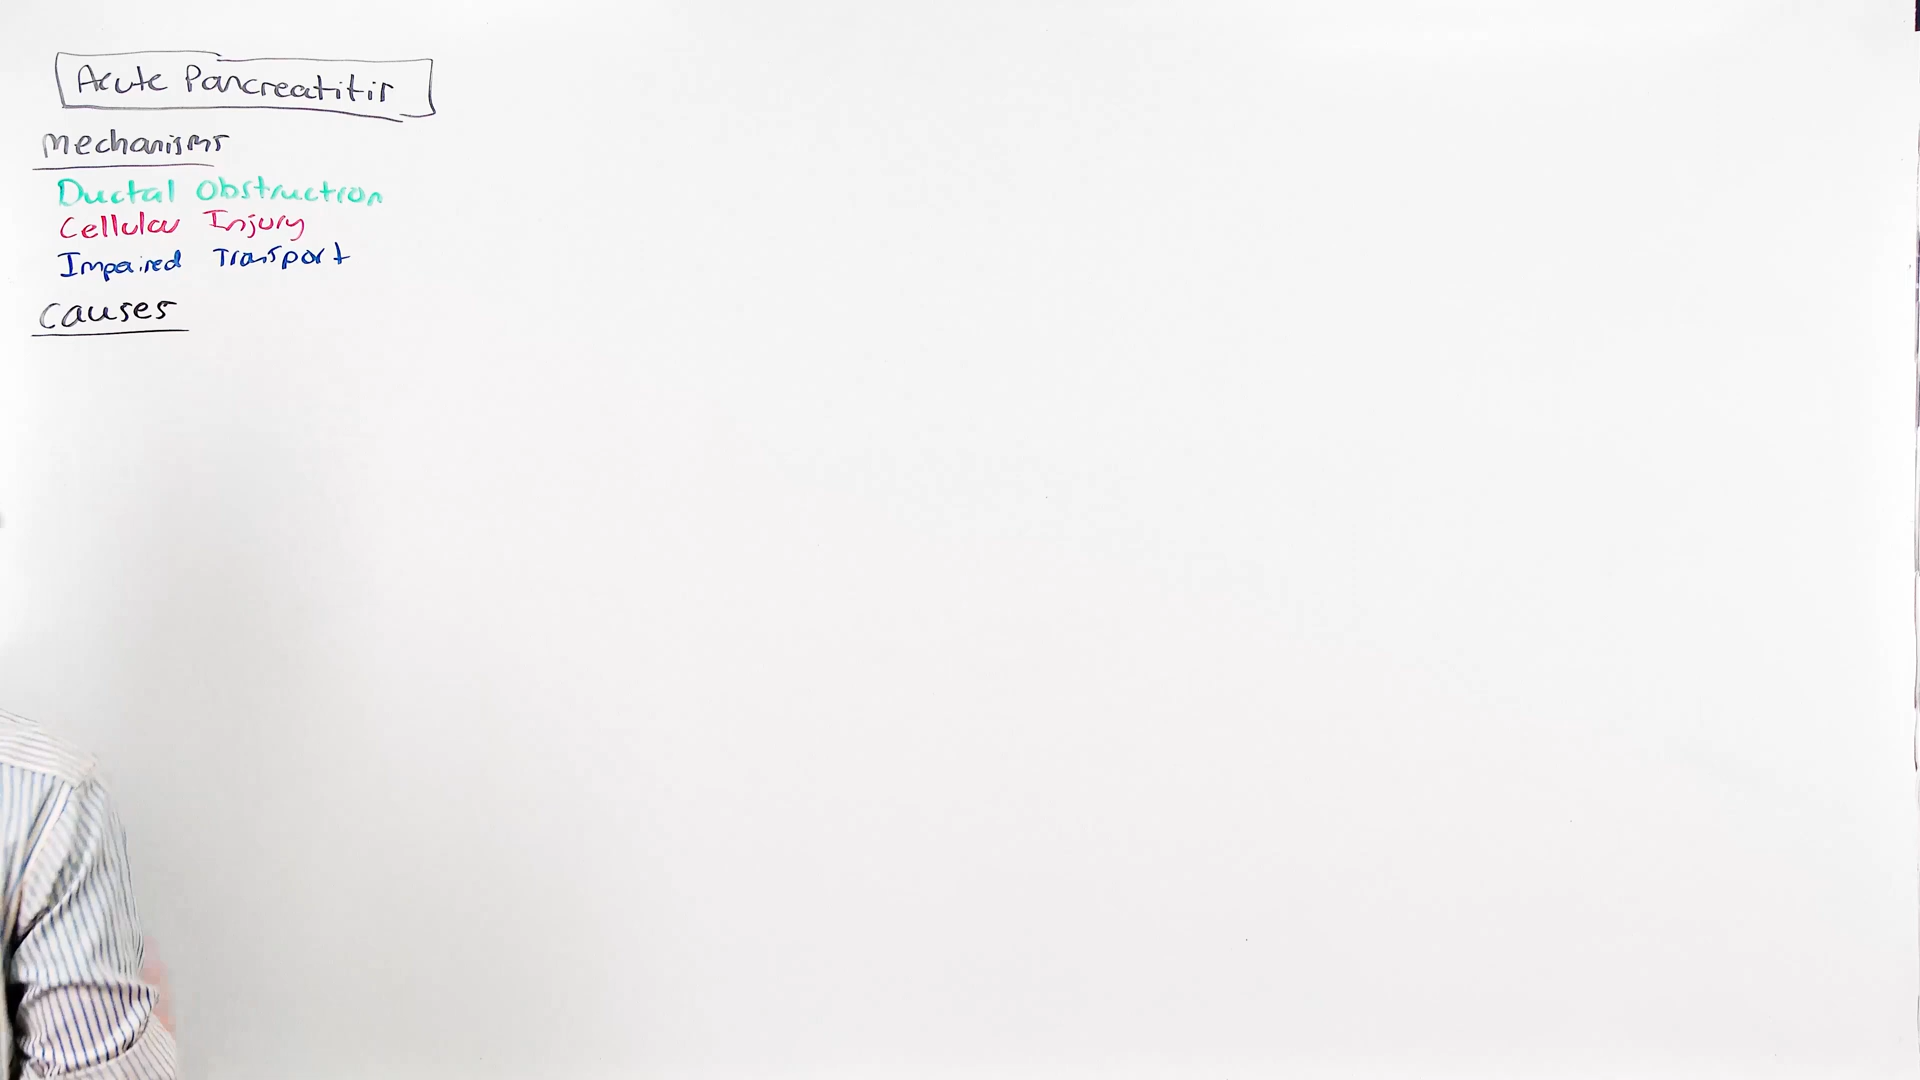 Acute Pancreatitis
Mechanisms
Ductal Obstruction
Cellular Injury
Impaired Transport
Causes